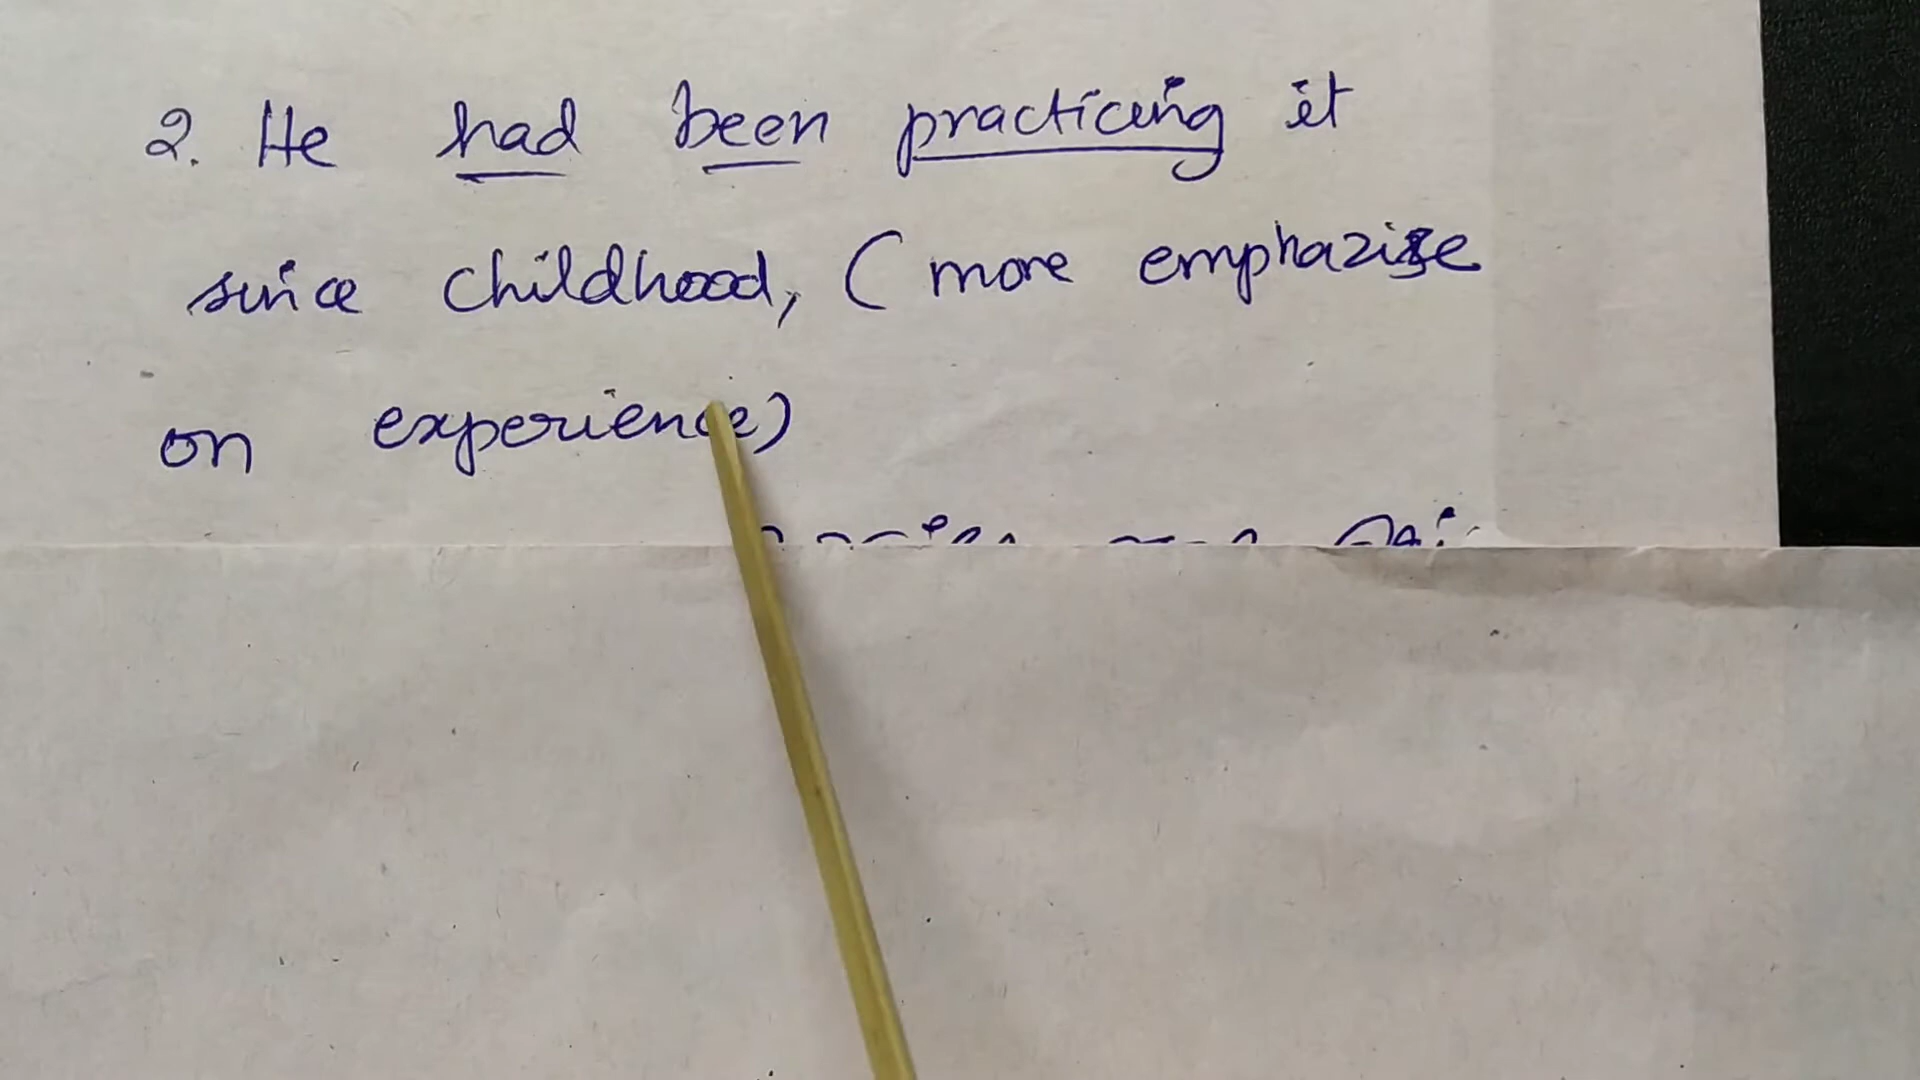 2. He had been practicing it
since childhood, (more emphazise
on experience)